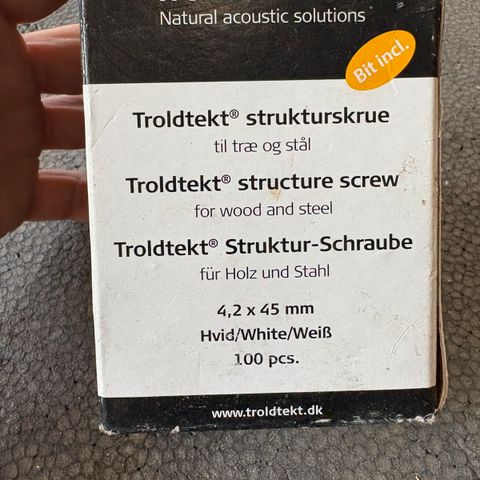 Natural acoustic solutions
Bit incl.
Troldtekt® strukturskrue
til træ og stål
Troldtekt® structure screw
for wood and steel
Troldtekt® Struktur-Schraube
für Holz und Stahl
4,2 x 45 mm
Hvid/White/Weiß
100 pcs.
www.troldtekt.dk